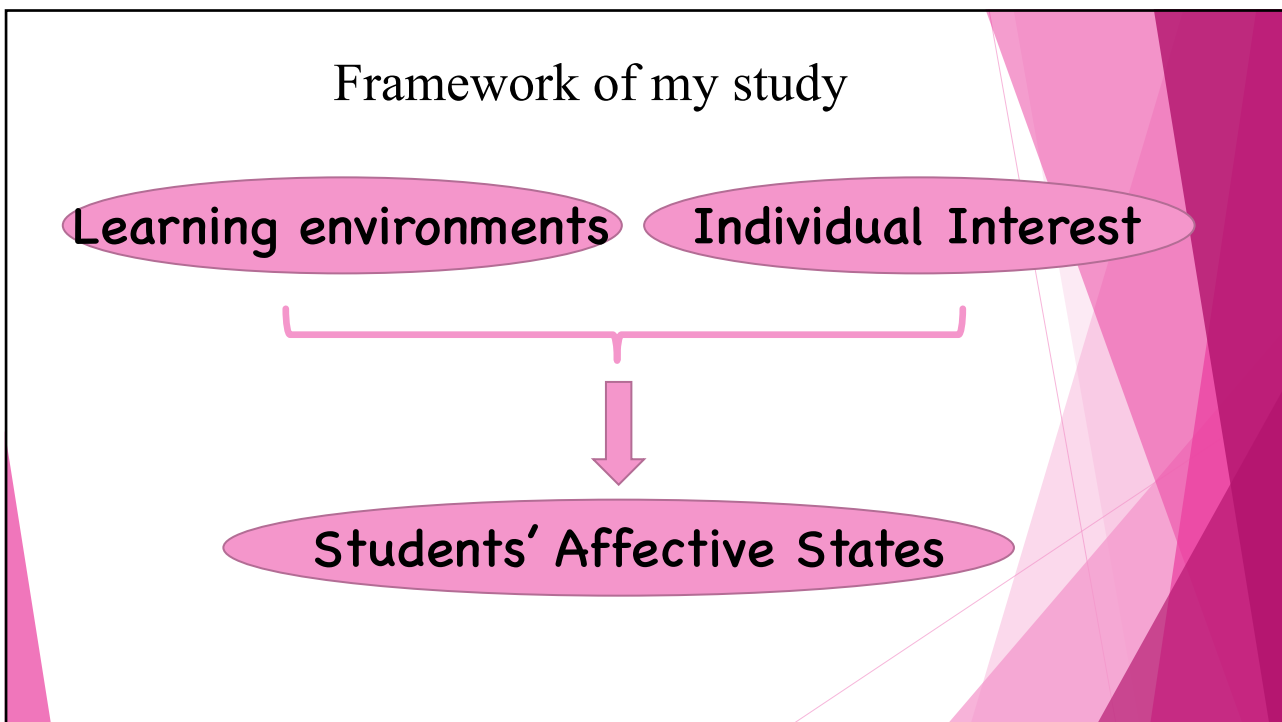 Framework of my study
Learning environments
Individual Interest
Students’ Affective States